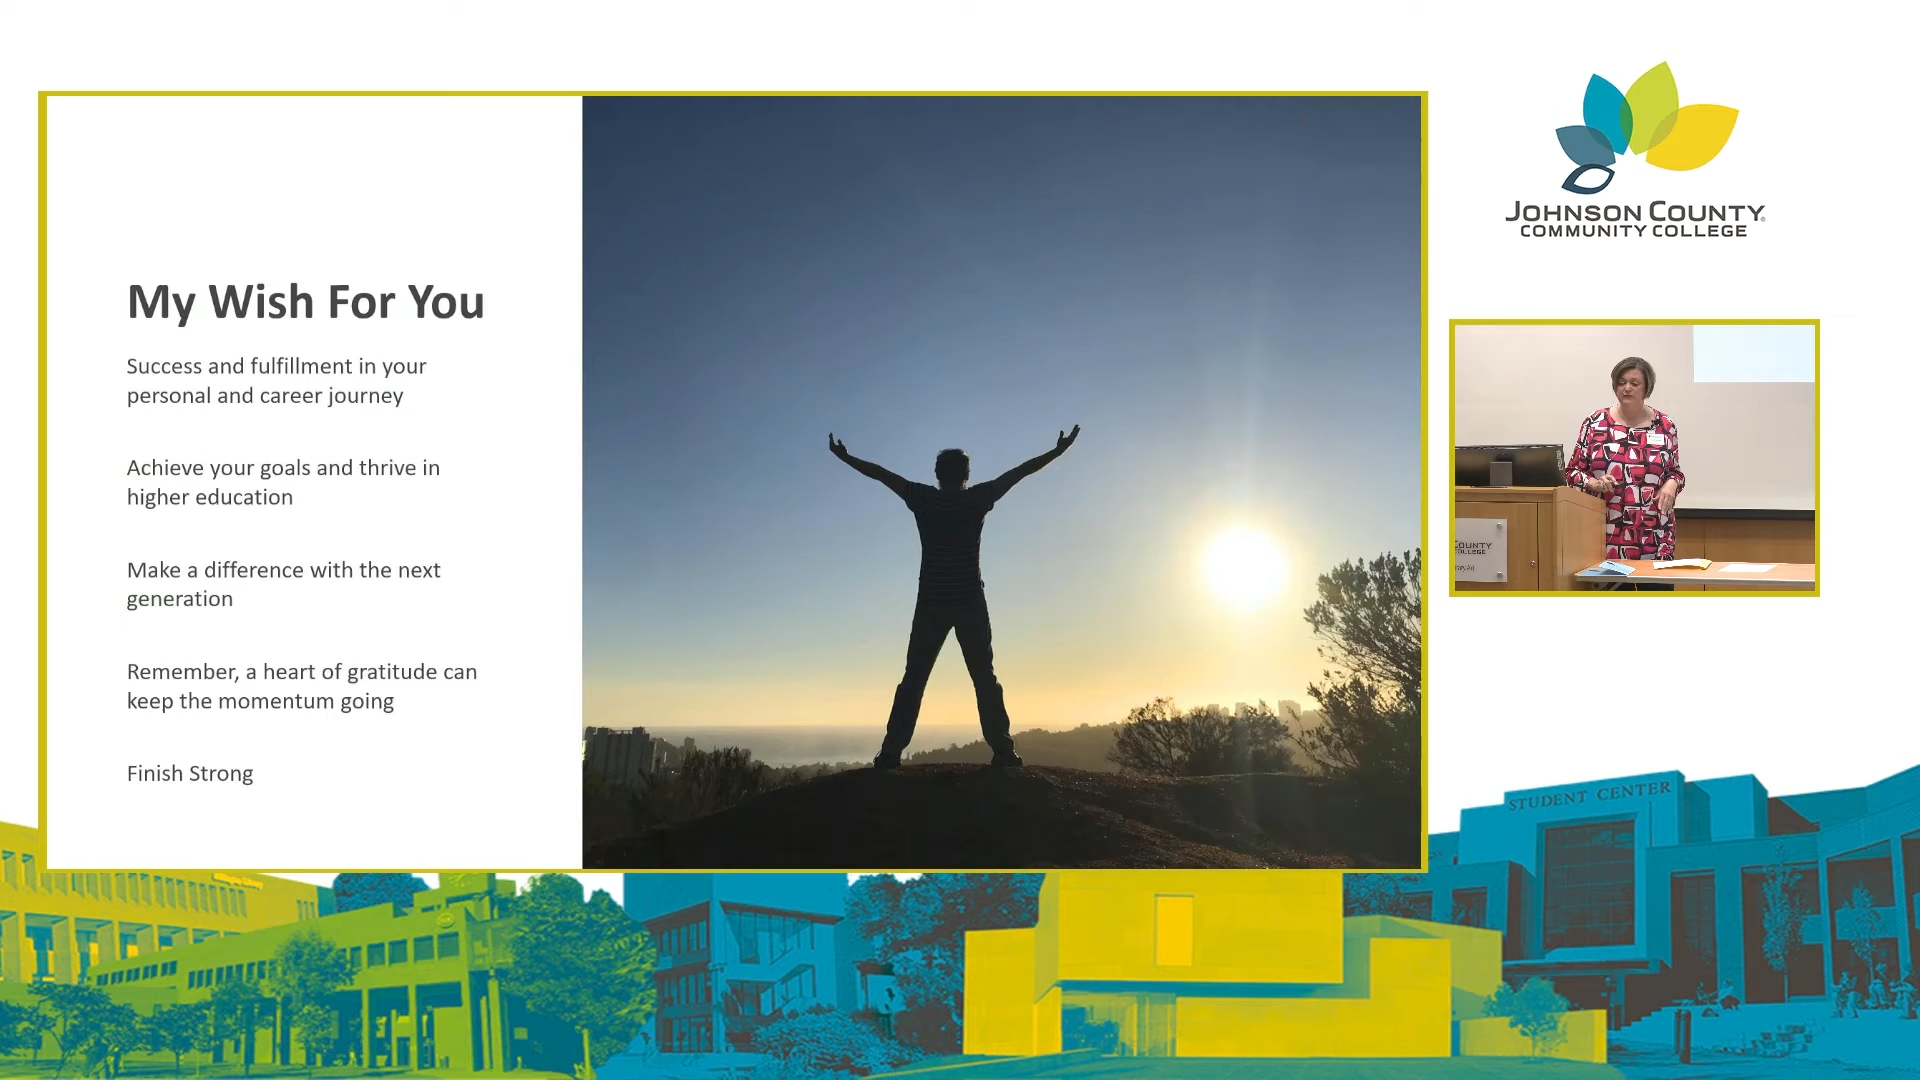 My Wish For You
Success and fulfillment in your
personal and career journey
Achieve your goals and thrive in
higher education
Make a difference with the next
generation
Remember, a heart of gratitude can
keep the momentum going
Finish Strong
JOHNSON COUNTY
COMMUNITY COLLEGE
COUNTY
STUDENT CENTER